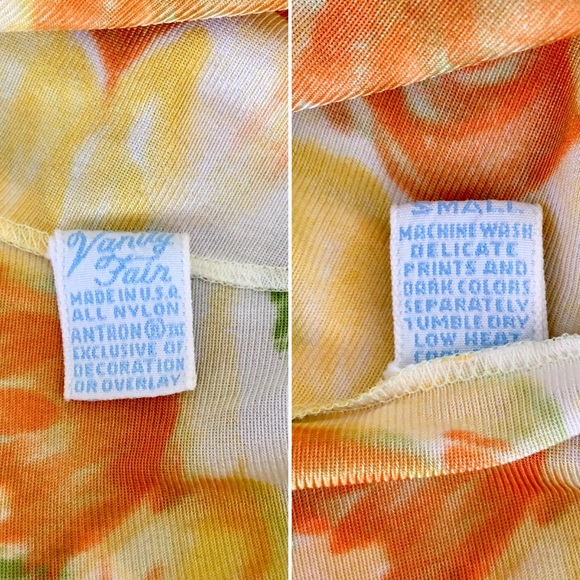 Vanity
Fair
MADE IN U.S.A.
ALL NYLON
ANTRON ® III
EXCLUSIVE OF
DECORATION
OR OVERLAY
SMALL
MACHINE WASH
DELICATE
PRINTS AND
DARK COLORS
SEPARATELY
TUMBLE DRY
LOW HEAT